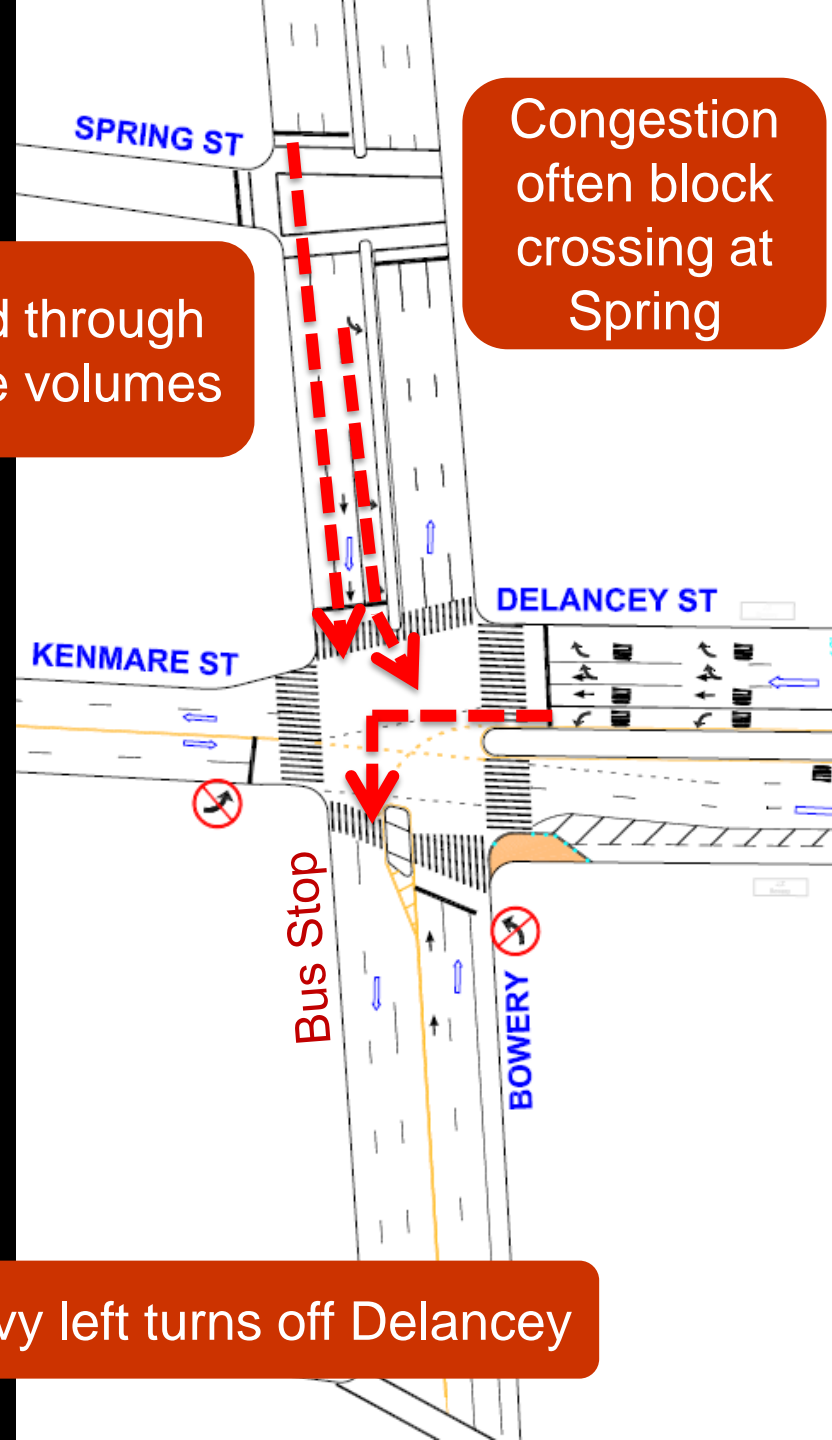 SPRING ST
Congestion
often block
crossing at
Spring
through
volumes
DELANCEY ST
KENMARE ST
Bus Stop
BOWERY
left turns off Delancey